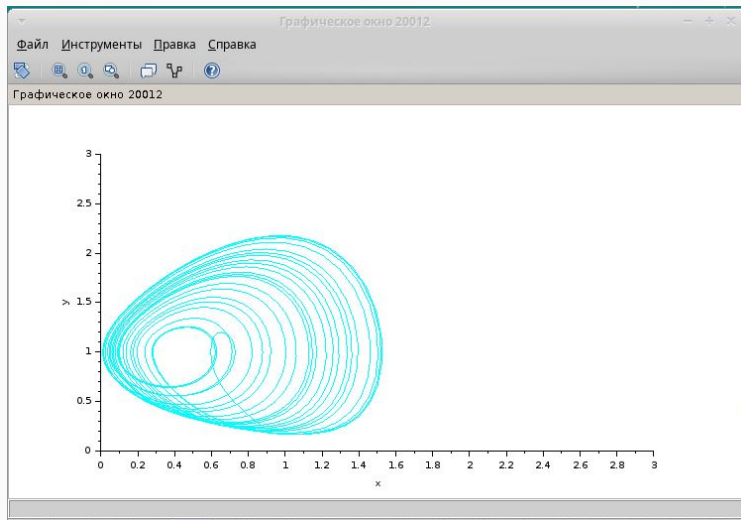 Графическое окно 20012
Файл Инструменты Правка Справка
Графическое окно 20012
3
2.5
2
y
1.5
1
0.5
0
0 0.2 0.4 0.6 0.8 1 1.2 1.4 1.6 1.8 2 2.2 2.4 2.6 2.8 3
x